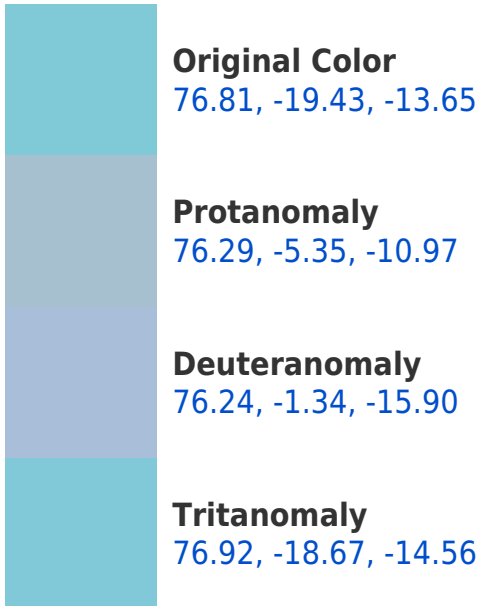 Original Color
76.81, -19.43, -13.65
Protanomaly
76.29, -5.35, -10.97
Deuteranomaly
76.24, -1.34, -15.90
Tritanomaly
76.92, -18.67, -14.56